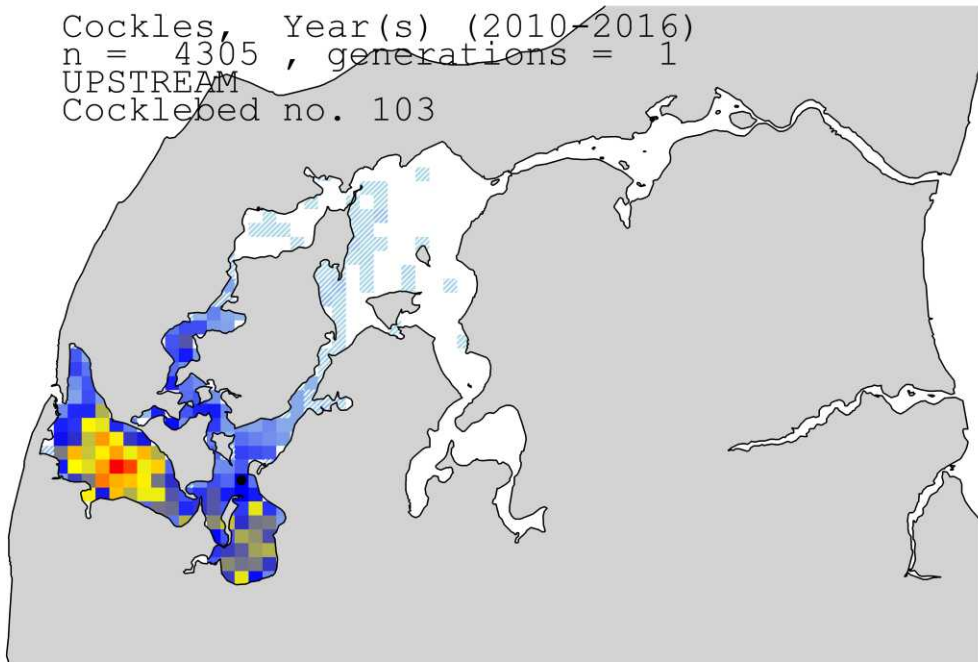 Cockles, Year(s) (2010-2016)
n = 4305 , generations = 1
UPSTREAM
Cocklebed no. 103